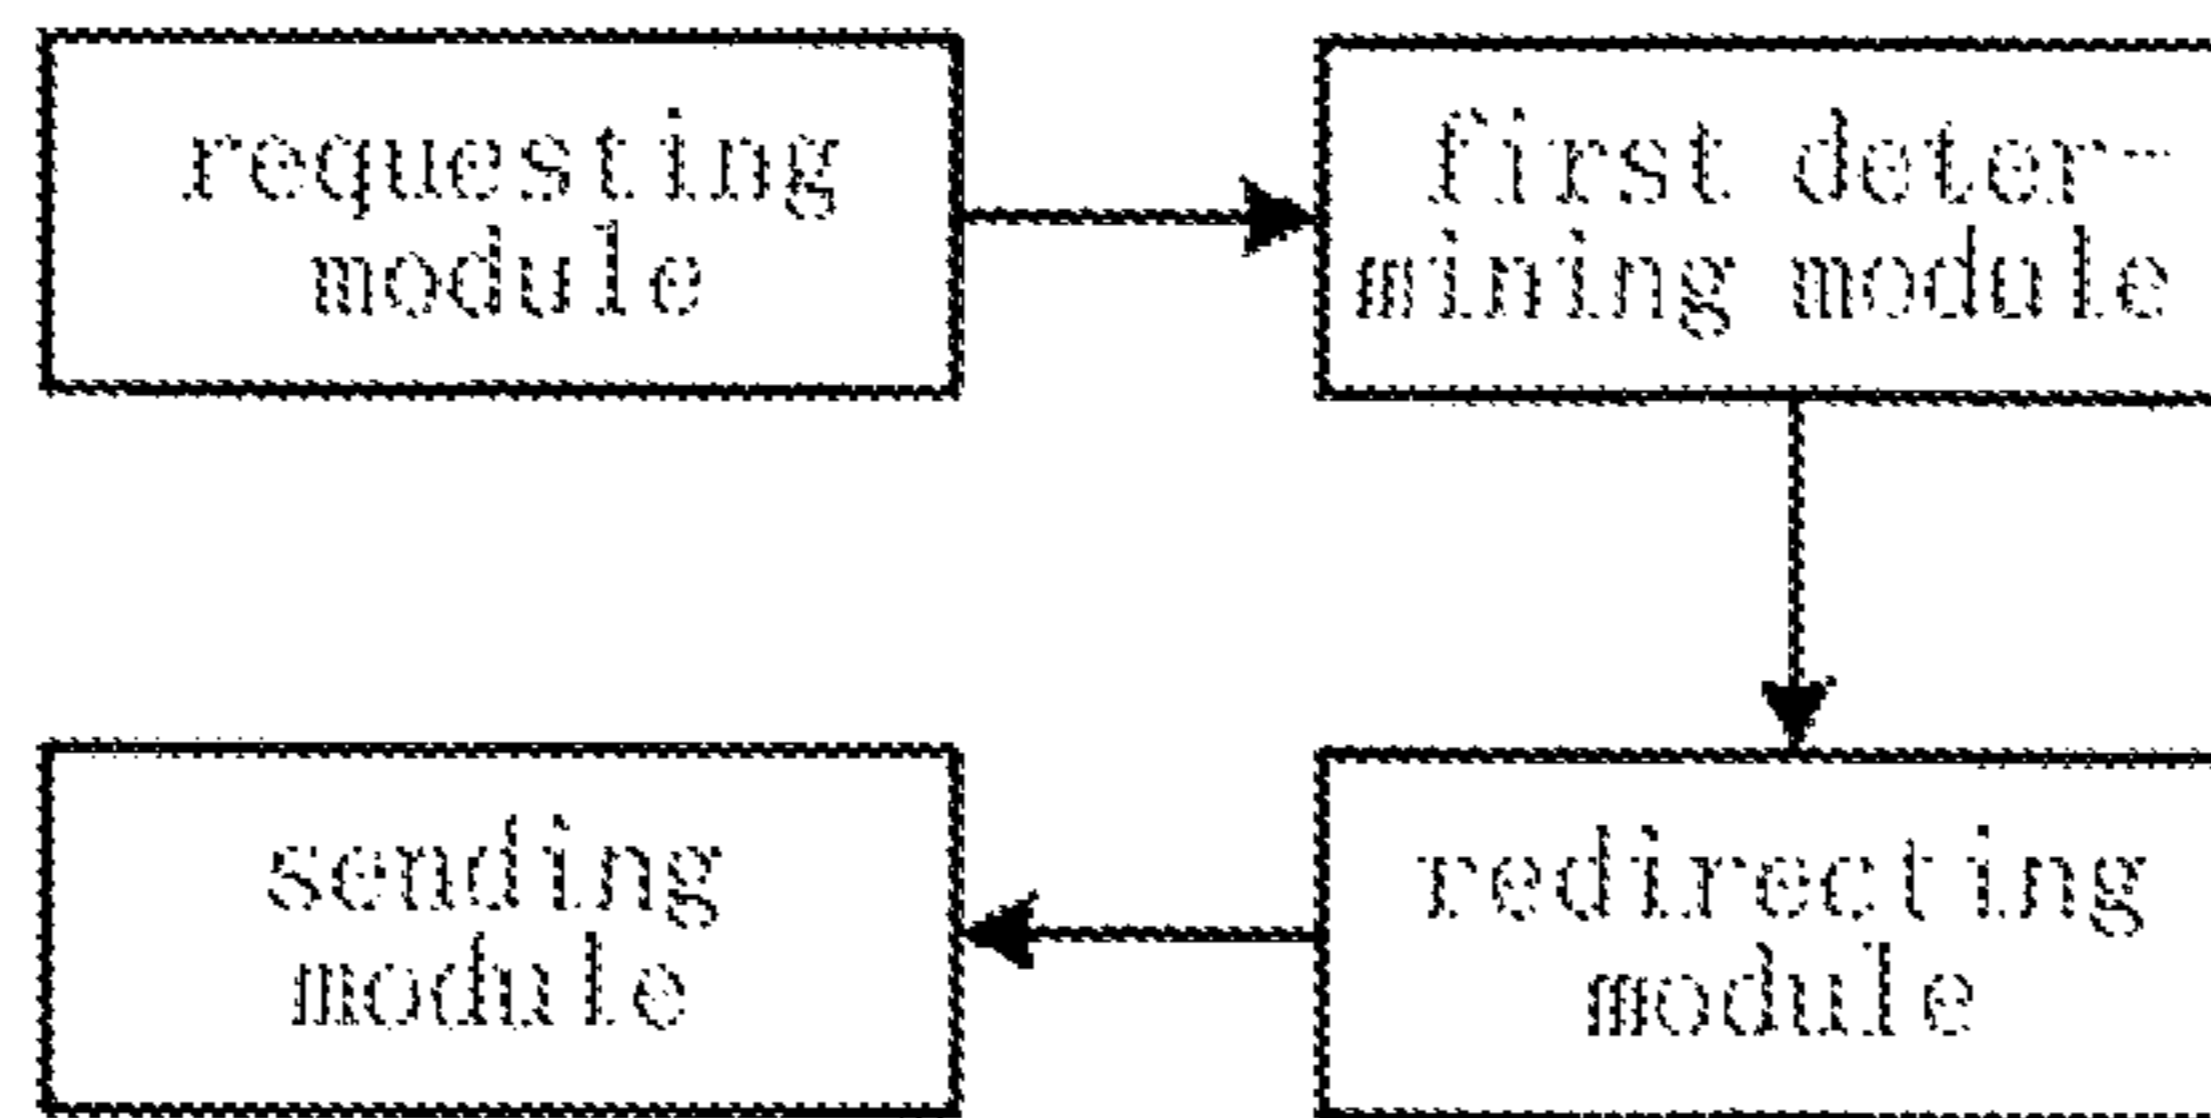 requesting
module
first deter-
mining module
sending
module
redirecting
module